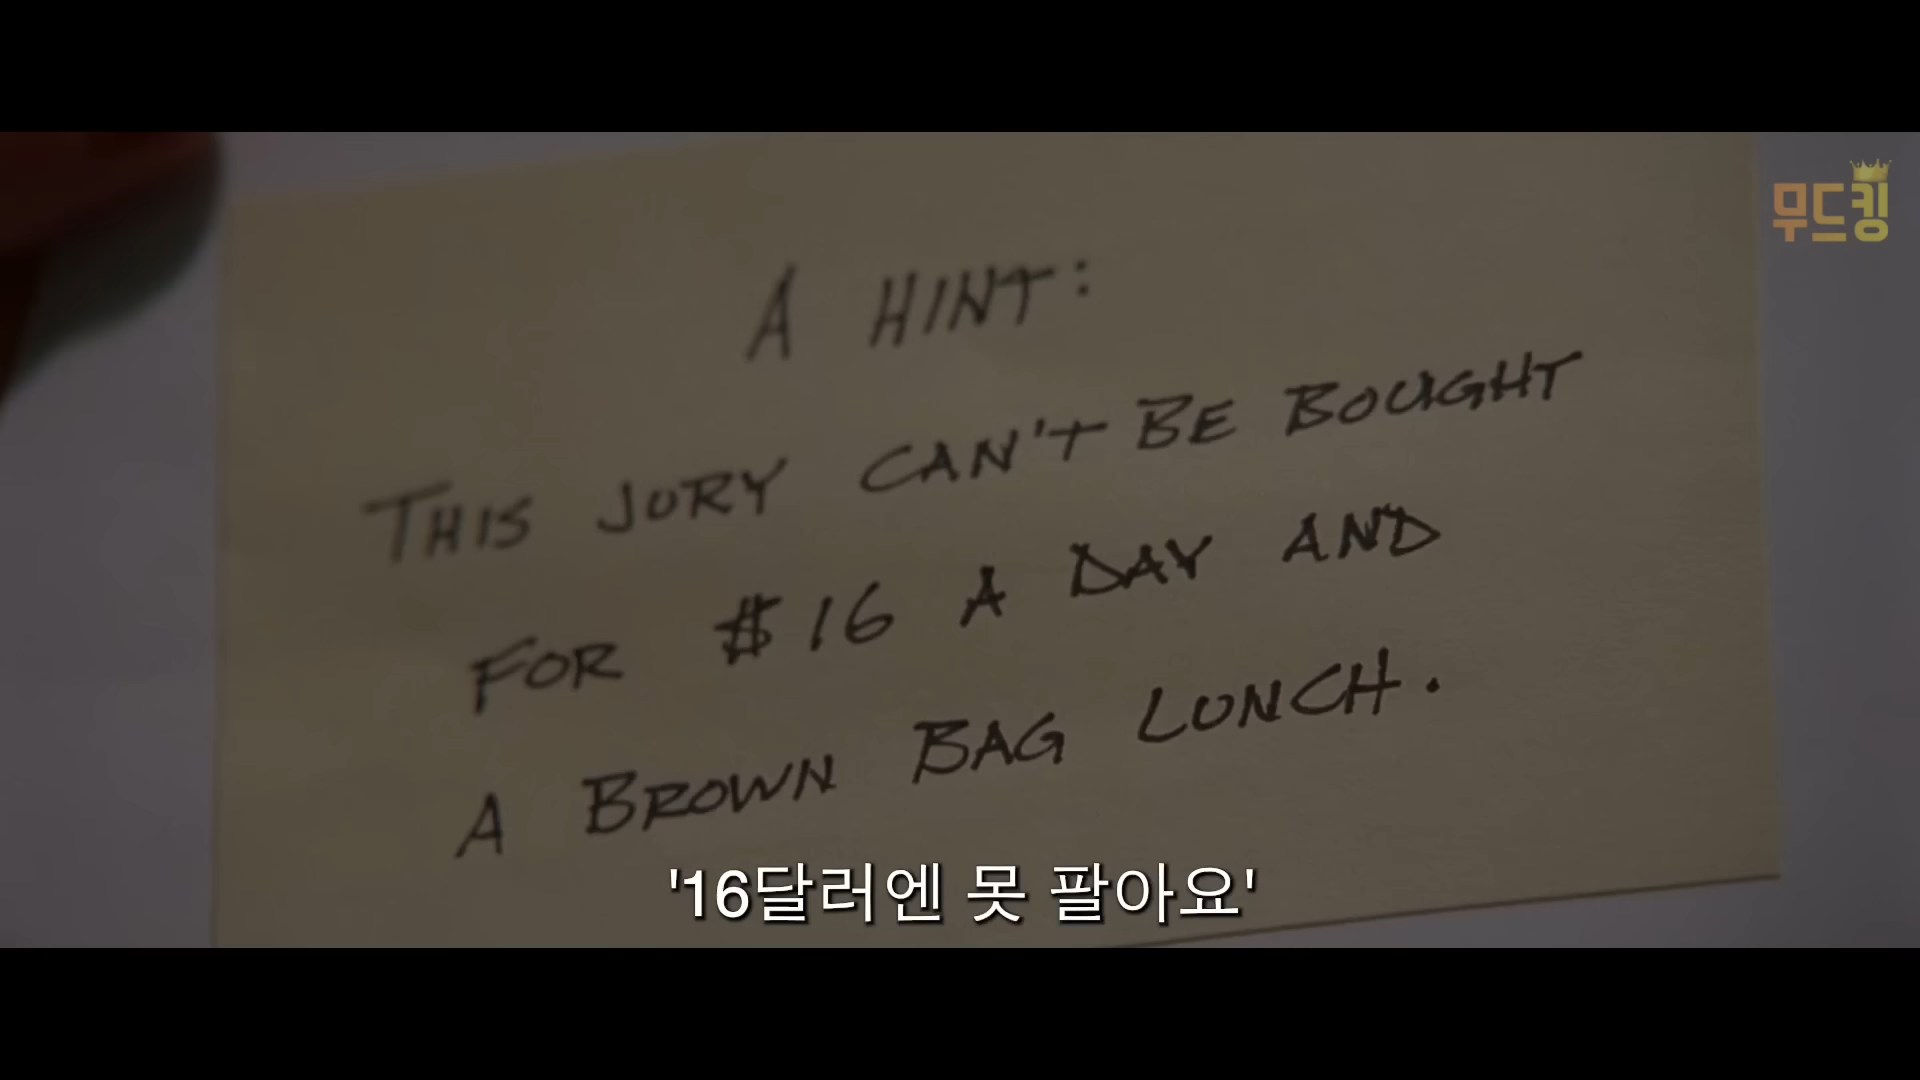 무드킹
A HINT:
THIS JURY CAN'T BE BOUGHT
FOR $16 A DAY AND
A BROWN BAG LUNCH.
'16달러엔 못 팔아요'